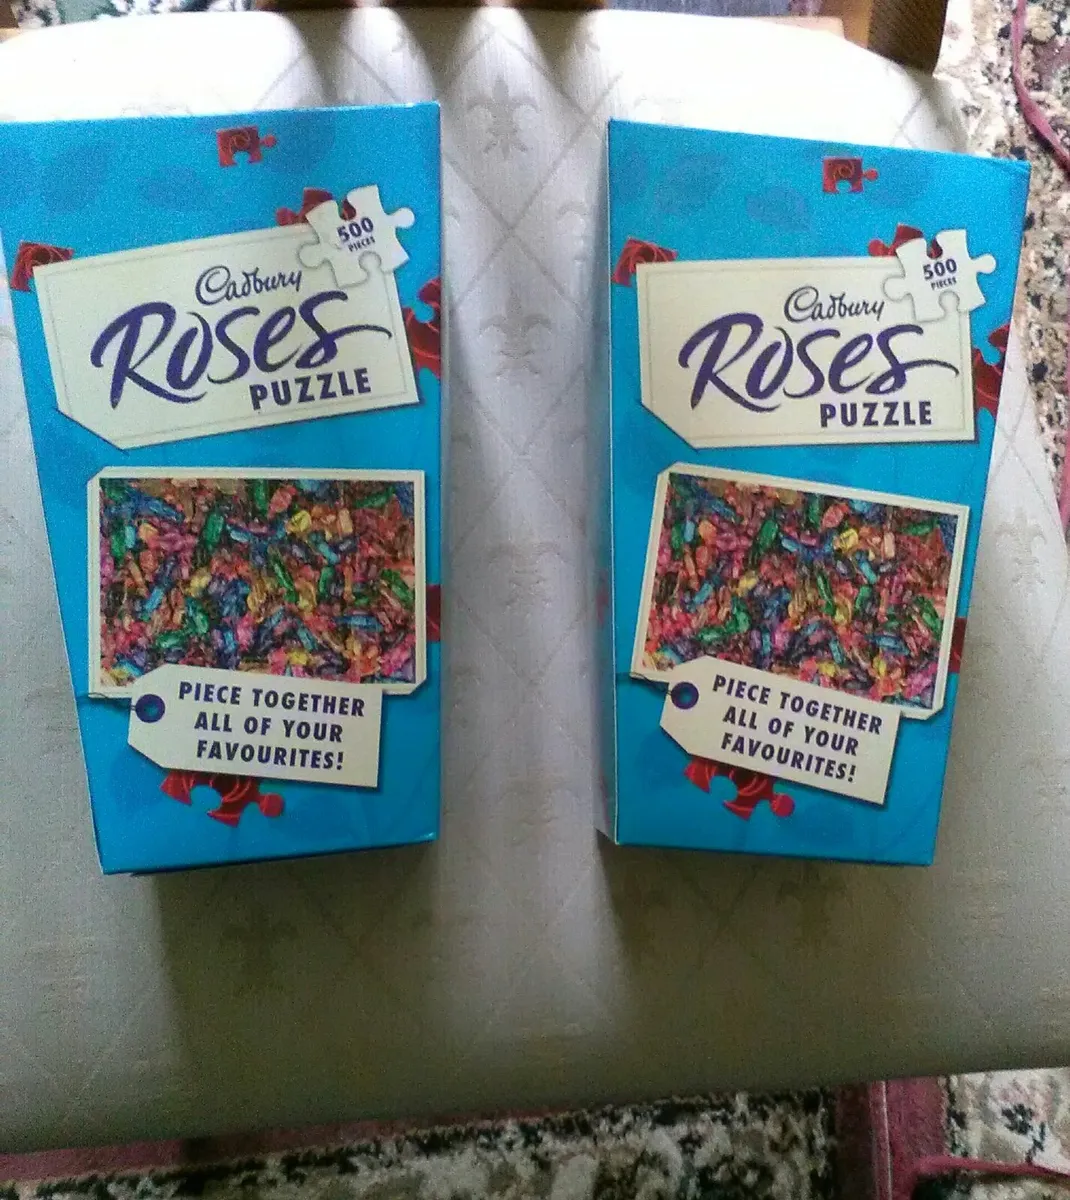 500
PIECES
Cadbury
Roses
PUZZLE
PIECE TOGETHER
ALL OF YOUR
FAVOURITES!
500
PIECES
Cadbury
Roses
PUZZLE
PIECE TOGETHER
ALL OF YOUR
FAVOURITES!